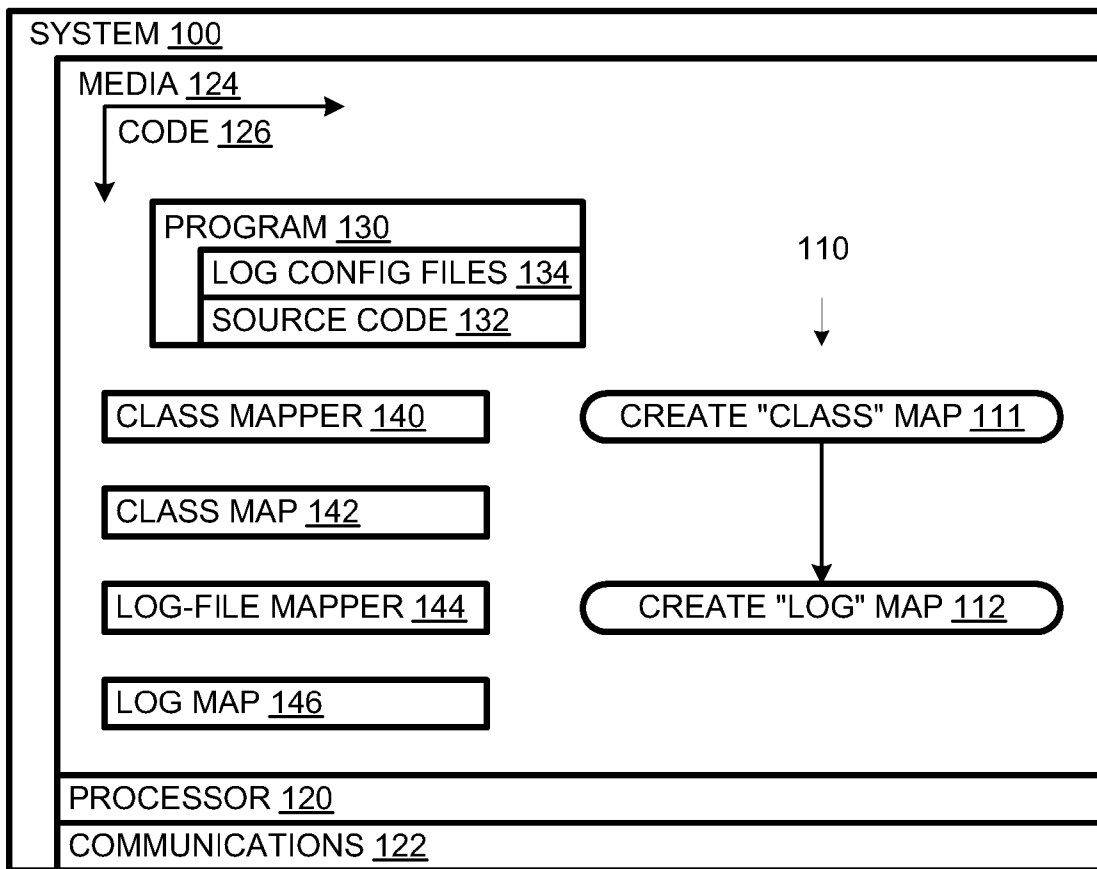 SYSTEM 100
MEDIA 124
CODE 126
PROGRAM 130
LOG CONFIG FILES 134
SOURCE CODE 132
110
CLASS MAPPER 140
CREATE "CLASS" MAP 111
CLASS MAP 142
LOG-FILE MAPPER 144
CREATE "LOG" MAP 112
LOG MAP 146
PROCESSOR 120
COMMUNICATIONS 122